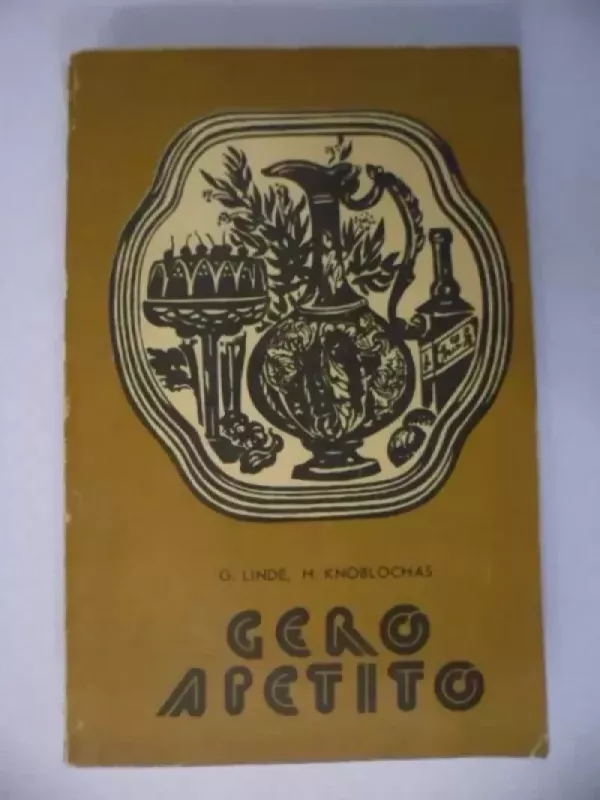 G. LINDE, H. KNOBLOCHAS
GERO
APETITO